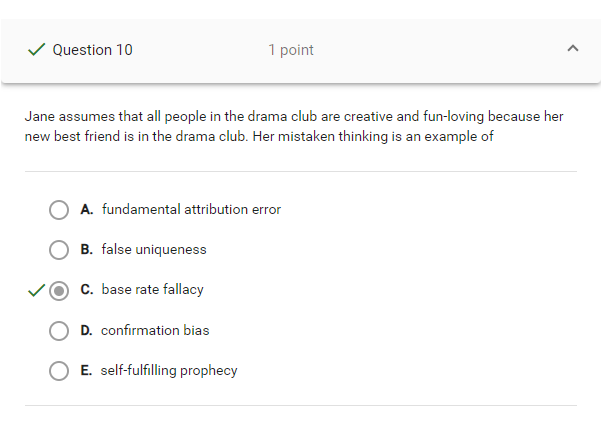 Question 10 1 point
Jane assumes that all people in the drama club are creative and fun-loving because her
new best friend is in the drama club. Her mistaken thinking is an example of
A. fundamental attribution error
B. false uniqueness
C. base rate fallacy
D. confirmation bias
E. self-fulfilling prophecy